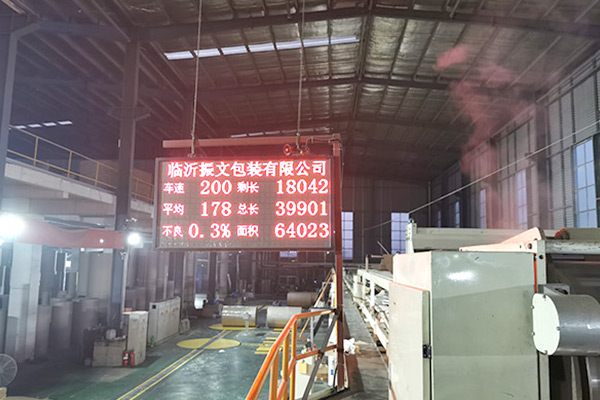 临沂振文包装有限公司
车速 200 剩长 18042
平均 178 总长 39901
不良 0.3% 面积 64023